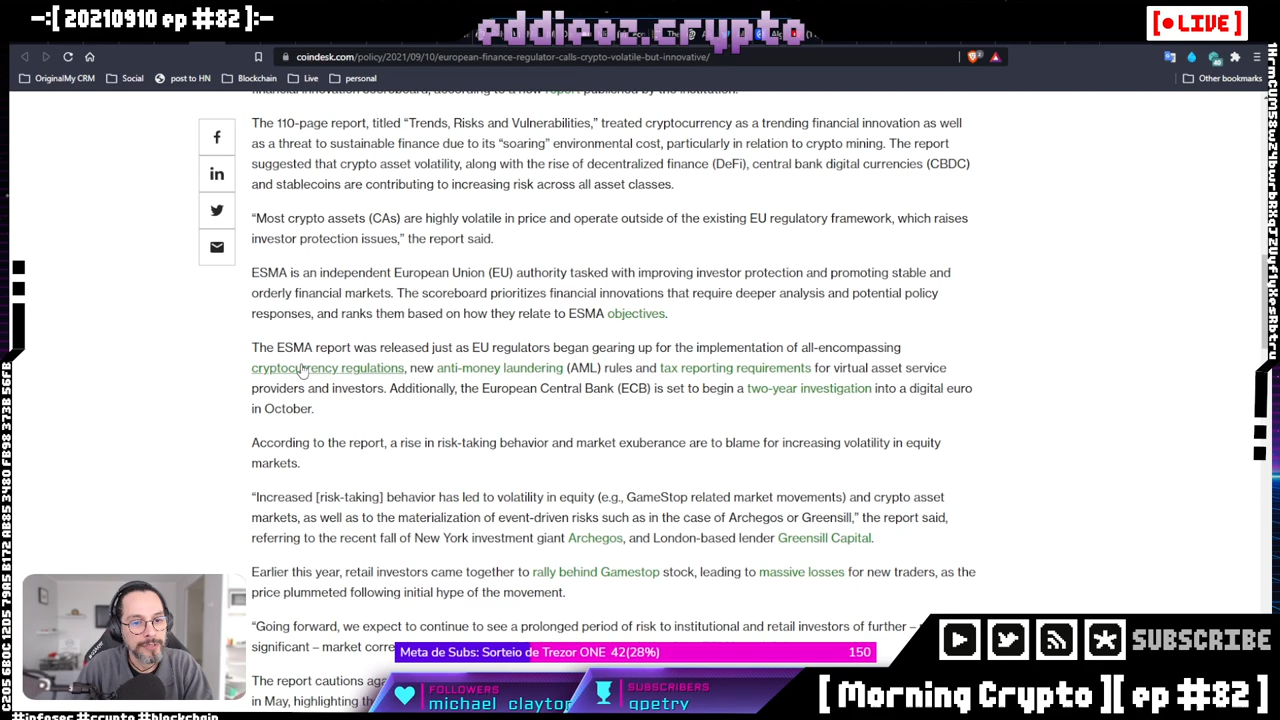 -:[ 20210910 ep #82 ]:-
eddieoz crypto
[● LIVE ]
coindesk.com/policy/2021/09/10/european-finance-regulator-calls-crypto-volatile-but-innovative/
OriginalMy CRM
Social
post to HN
Blockchain
Live
personal
Other bookmarks
financial innovation scoreboard, according to a new report published by the institution.
The 110-page report, titled “Trends, Risks and Vulnerabilities,” treated cryptocurrency as a trending financial innovation as well
as a threat to sustainable finance due to its “soaring” environmental cost, particularly in relation to crypto mining. The report
suggested that crypto asset volatility, along with the rise of decentralized finance (DeFi), central bank digital currencies (CBDC)
and stablecoins are contributing to increasing risk across all asset classes.
“Most crypto assets (CAs) are highly volatile in price and operate outside of the existing EU regulatory framework, which raises
investor protection issues,” the report said.
ESMA is an independent European Union (EU) authority tasked with improving investor protection and promoting stable and
orderly financial markets. The scoreboard prioritizes financial innovations that require deeper analysis and potential policy
responses, and ranks them based on how they relate to ESMA objectives.
The ESMA report was released just as EU regulators began gearing up for the implementation of all-encompassing
cryptocurrency regulations, new anti-money laundering (AML) rules and tax reporting requirements for virtual asset service
providers and investors. Additionally, the European Central Bank (ECB) is set to begin a two-year investigation into a digital euro
in October.
According to the report, a rise in risk-taking behavior and market exuberance are to blame for increasing volatility in equity
markets.
“Increased [risk-taking] behavior has led to volatility in equity (e.g., GameStop related market movements) and crypto asset
markets, as well as to the materialization of event-driven risks such as in the case of Archegos or Greensill,” the report said,
referring to the recent fall of New York investment giant Archegos, and London-based lender Greensill Capital.
Earlier this year, retail investors came together to rally behind Gamestop stock, leading to massive losses for new traders, as the
price plummeted following initial hype of the movement.
“Going forward, we expect to continue to see a prolonged period of risk to institutional and retail investors of further –
significant – market corre
The report cautions aga
in May, highlighting th
Meta de Subs: Sorteio de Trezor ONE 42(28%)
150
SUBSCRIBE
FOLLOWERS
michael_clayton
SUBSCRIBERS
gpetry
[ Morning Crypto ][ ep #82 ]
#infosec #crypto #blockchain
C205 5B0C 1205 79A5 B172 AB85 3480 FB98 373B 3B7B